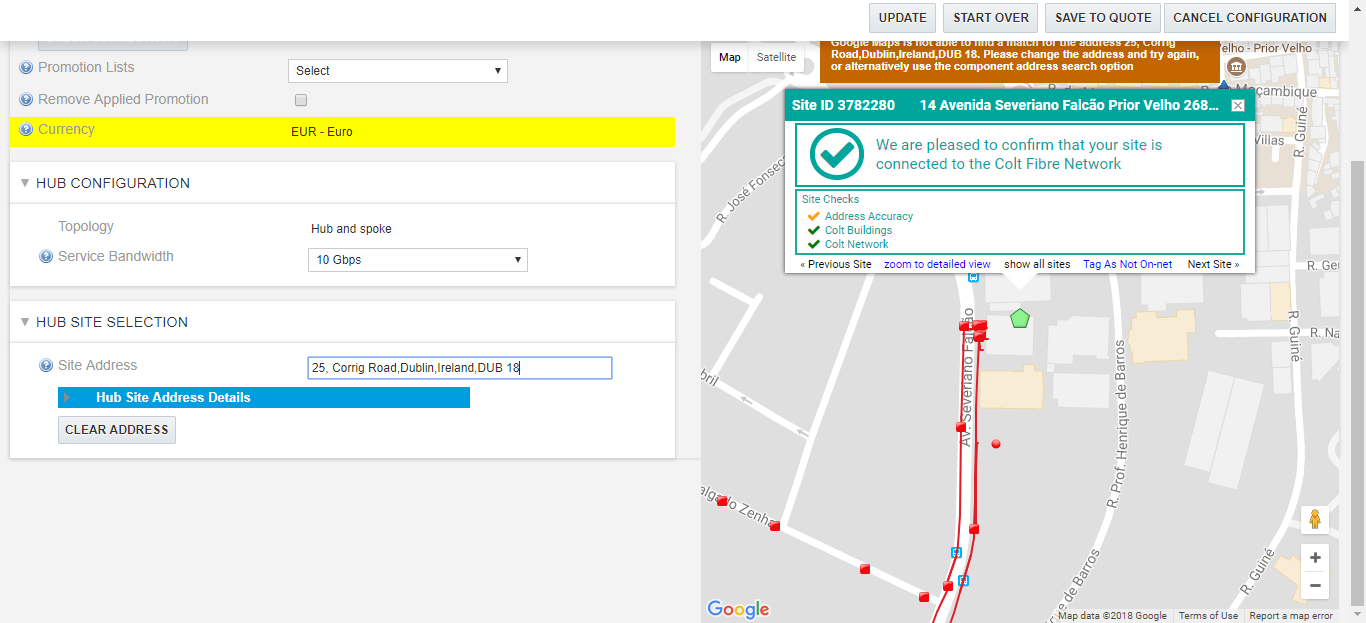 UPDATE
START OVER
SAVE TO QUOTE
CANCEL CONFIGURATION
Promotion Lists
Select
Remove Applied Promotion
Currency
EUR - Euro
HUB CONFIGURATION
Topology
Hub and spoke
Service Bandwidth
10 Gbps
HUB SITE SELECTION
Site Address
25, Corrig Road,Dublin,Ireland,DUB 18
Hub Site Address Details
CLEAR ADDRESS
Map
Satellite
Google Maps is not able to find a match for the address 25, Corrig
Road,Dublin,Ireland,DUB 18. Please change the address and try again,
or alternatively use the component address search option
Velho - Prior Velho
Moçambique
Site ID 3782280
14 Avenida Severiano Falcão Prior Velho 268...
We are pleased to confirm that your site is
connected to the Colt Fibre Network
Site Checks
Address Accuracy
Colt Buildings
Colt Network
« Previous Site
zoom to detailed view
show all sites
Tag As Not On-net
Next Site »
Villas
R. Guiné
R. José Fonsec
R. Ge
R. Guiné
R. Na
Av. Severiano Falcão
R. Prof. Henrique de Barros
bril
algado Zenha
que de Barros
R. Guiné
Google
Map data ©2018 Google
Terms of Use
Report a map error